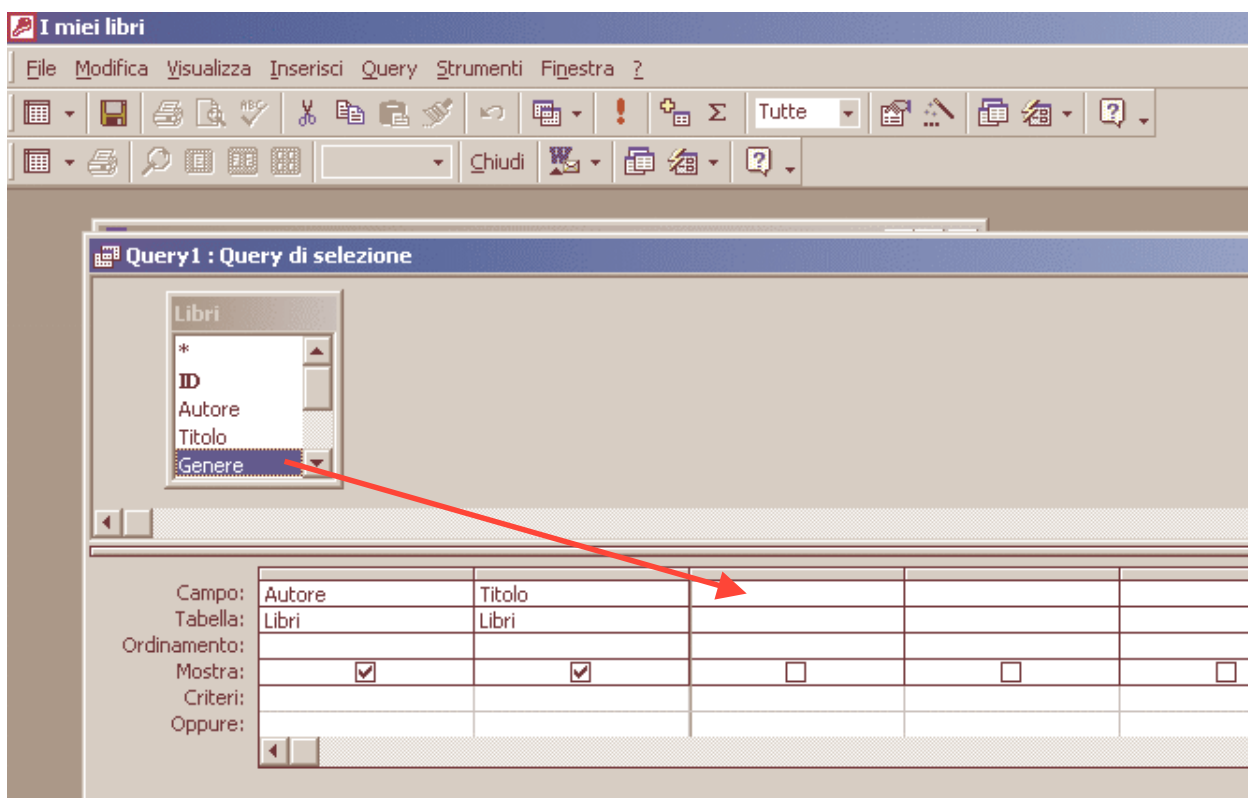 I miei libri
File Modifica Visualizza Inserisci Query Strumenti Finestra ?
ABC Σ Tutte
Chiudi W
Query1 : Query di selezione
Libri
*
ID
Autore
Titolo
Genere
Campo: Autore Titolo
Tabella: Libri Libri
Ordinamento:
Mostra:
Criteri:
Oppure: